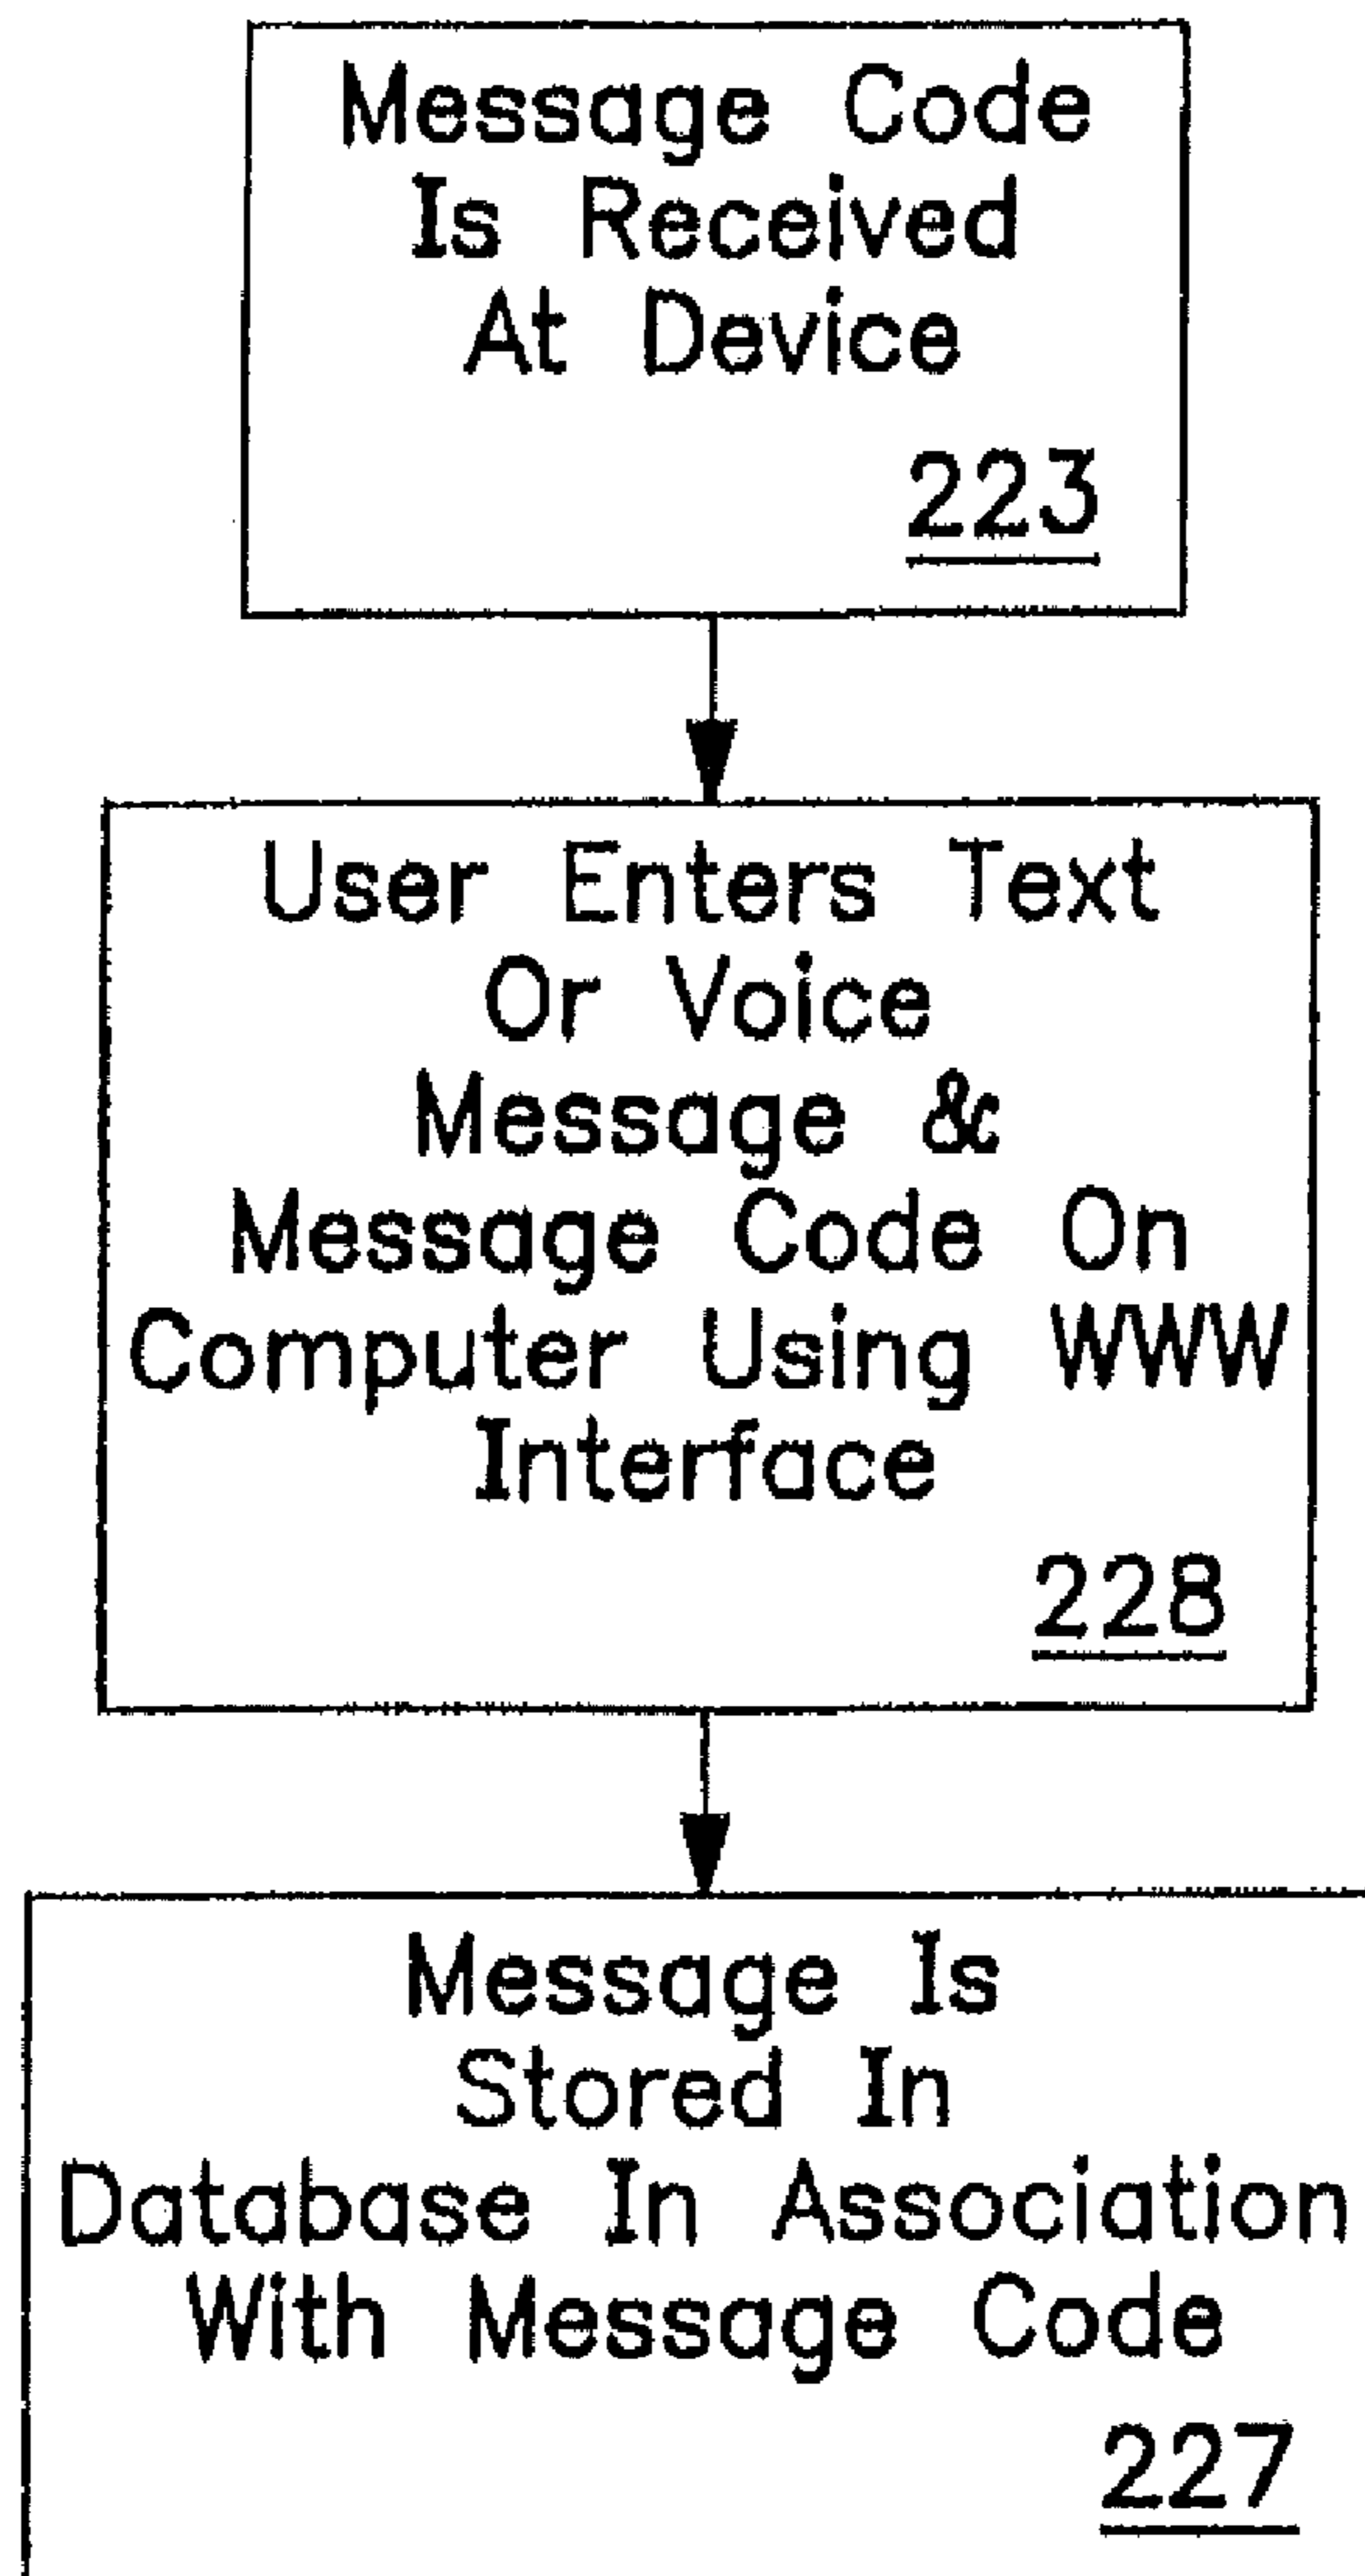 Message Code
Is Received
At Device
223
User Enters Text
Or Voice
Message &
Message Code On
Computer Using WWW
Interface
228
Message Is
Stored In
Database In Association
With Message Code
227